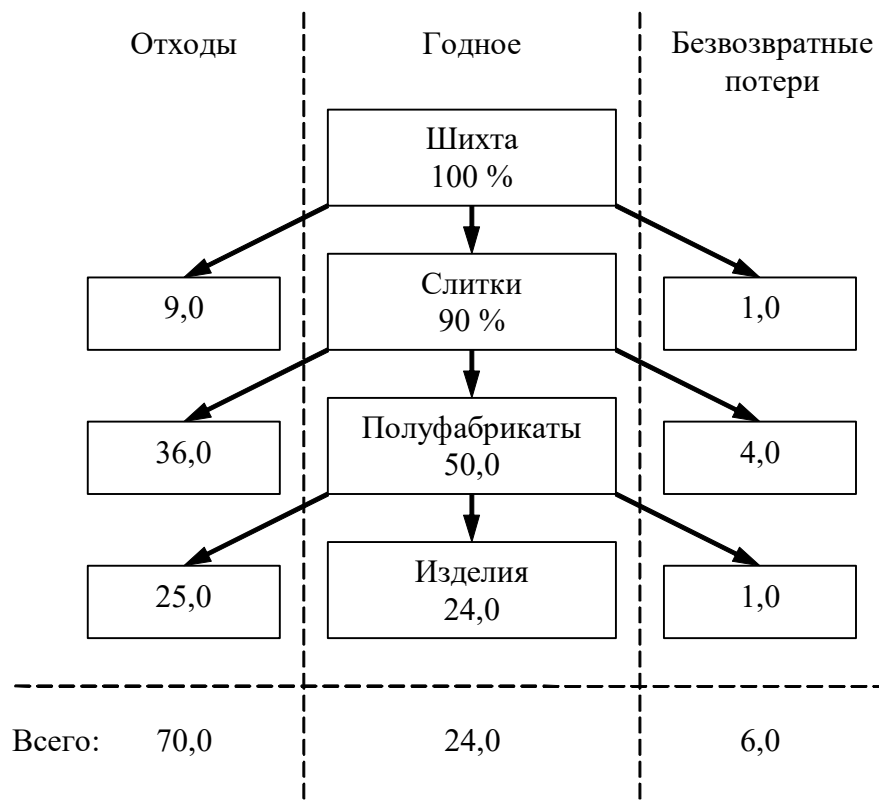 Отходы
Годное
Безвозвратные
потери
Шихта
100 %
9,0
Слитки
90 %
1,0
36,0
Полуфабрикаты
50,0
4,0
25,0
Изделия
24,0
1,0
Всего: 70,0 24,0 6,0